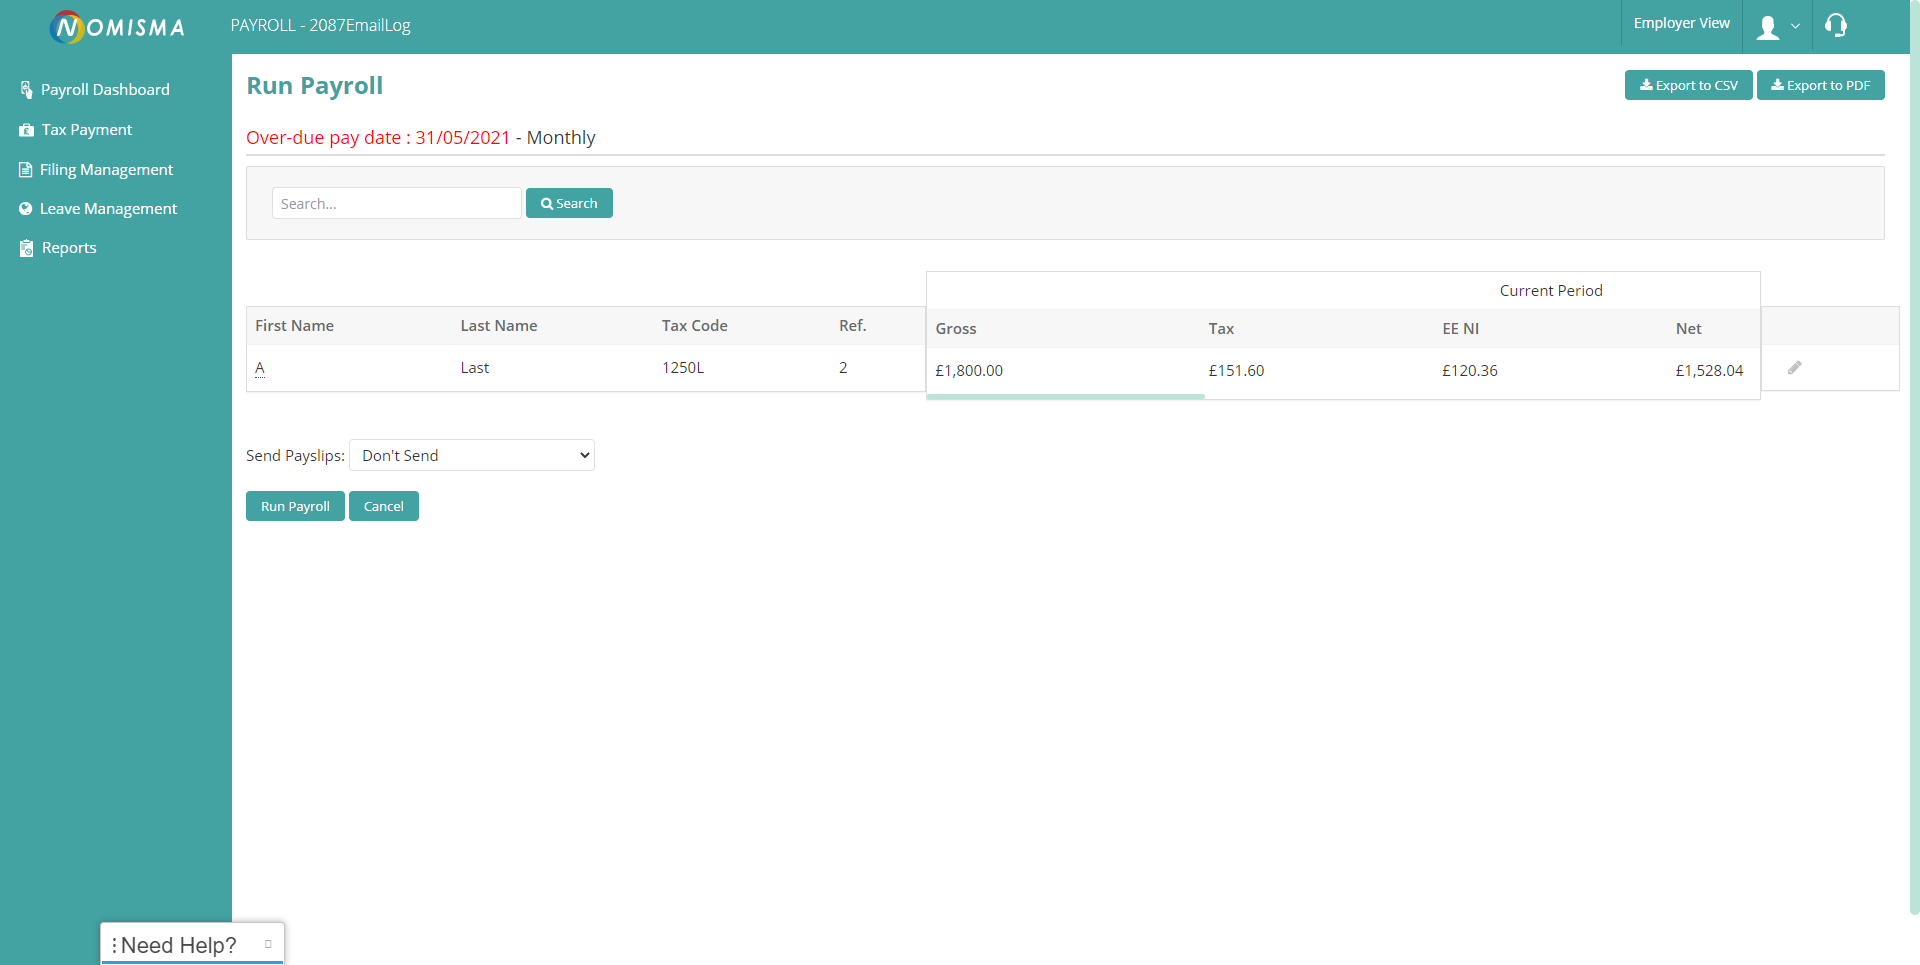 NOMISMA
PAYROLL - 2087EmailLog
Employer View
Payroll Dashboard
Tax Payment
Filing Management
Leave Management
Reports
Run Payroll
Export to CSV
Export to PDF
Over-due pay date : 31/05/2021 - Monthly
Search...
Search
Current Period
First Name Last Name Tax Code Ref. Gross Tax EE NI Net
A Last 1250L 2 £1,800.00 £151.60 £120.36 £1,528.04
Send Payslips: Don't Send
Run Payroll
Cancel
Need Help?